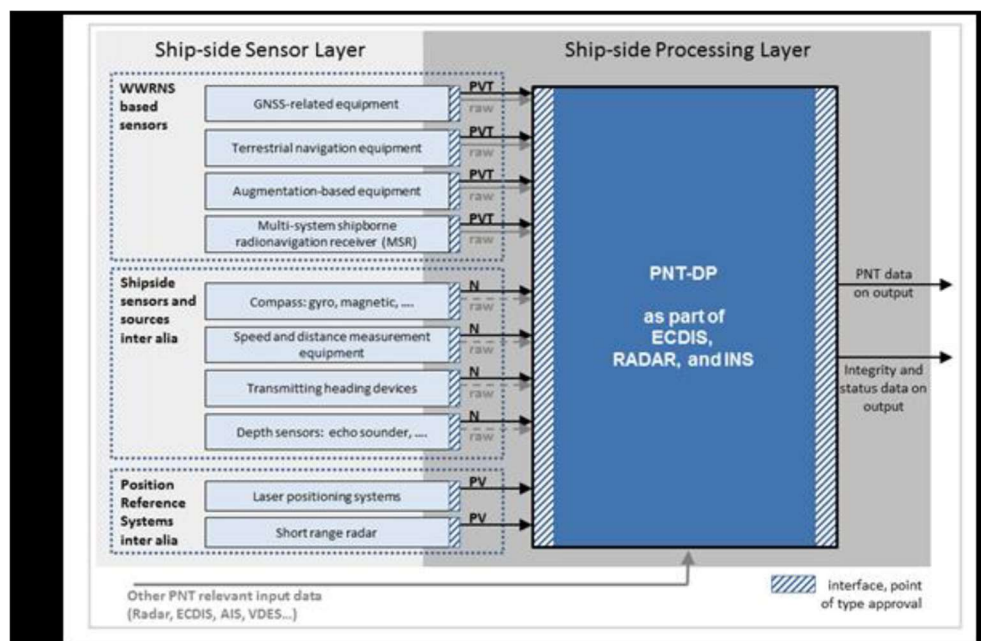 Ship-side Sensor Layer
Ship-side Processing Layer
WWRNS
based
sensors
GNSS-related equipment
PVT
raw
Terrestrial navigation equipment
PVT
raw
Augmentation-based equipment
PVT
raw
Multi-system shipborne
radionavigation receiver (MSR)
PVT
raw
Shipside
sensors and
sources
inter alia
Compass: gyro, magnetic, ....
N
raw
Speed and distance measurement
equipment
N
raw
Transmitting heading devices
N
raw
Depth sensors: echo sounder, ....
N
raw
Position
Reference
Systems
inter alia
Laser positioning systems
PV
Short range radar
PV
PNT-DP
as part of
ECDIS,
RADAR, and INS
PNT data
on output
Integrity and
status data on
output
Other PNT relevant input data
(Radar, ECDIS, AIS, VDES...)
interface, point
of type approval